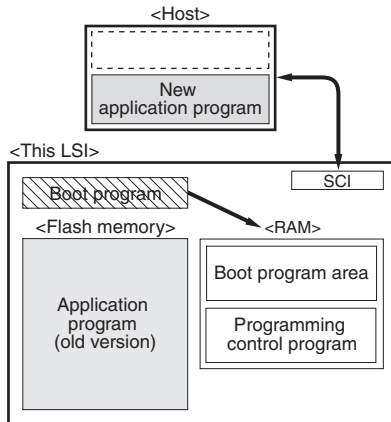 <Host>
New
application program
<This LSI>
SCI
Boot program
<Flash memory>
<RAM>
Application
program
(old version)
Boot program area
Programming
control program